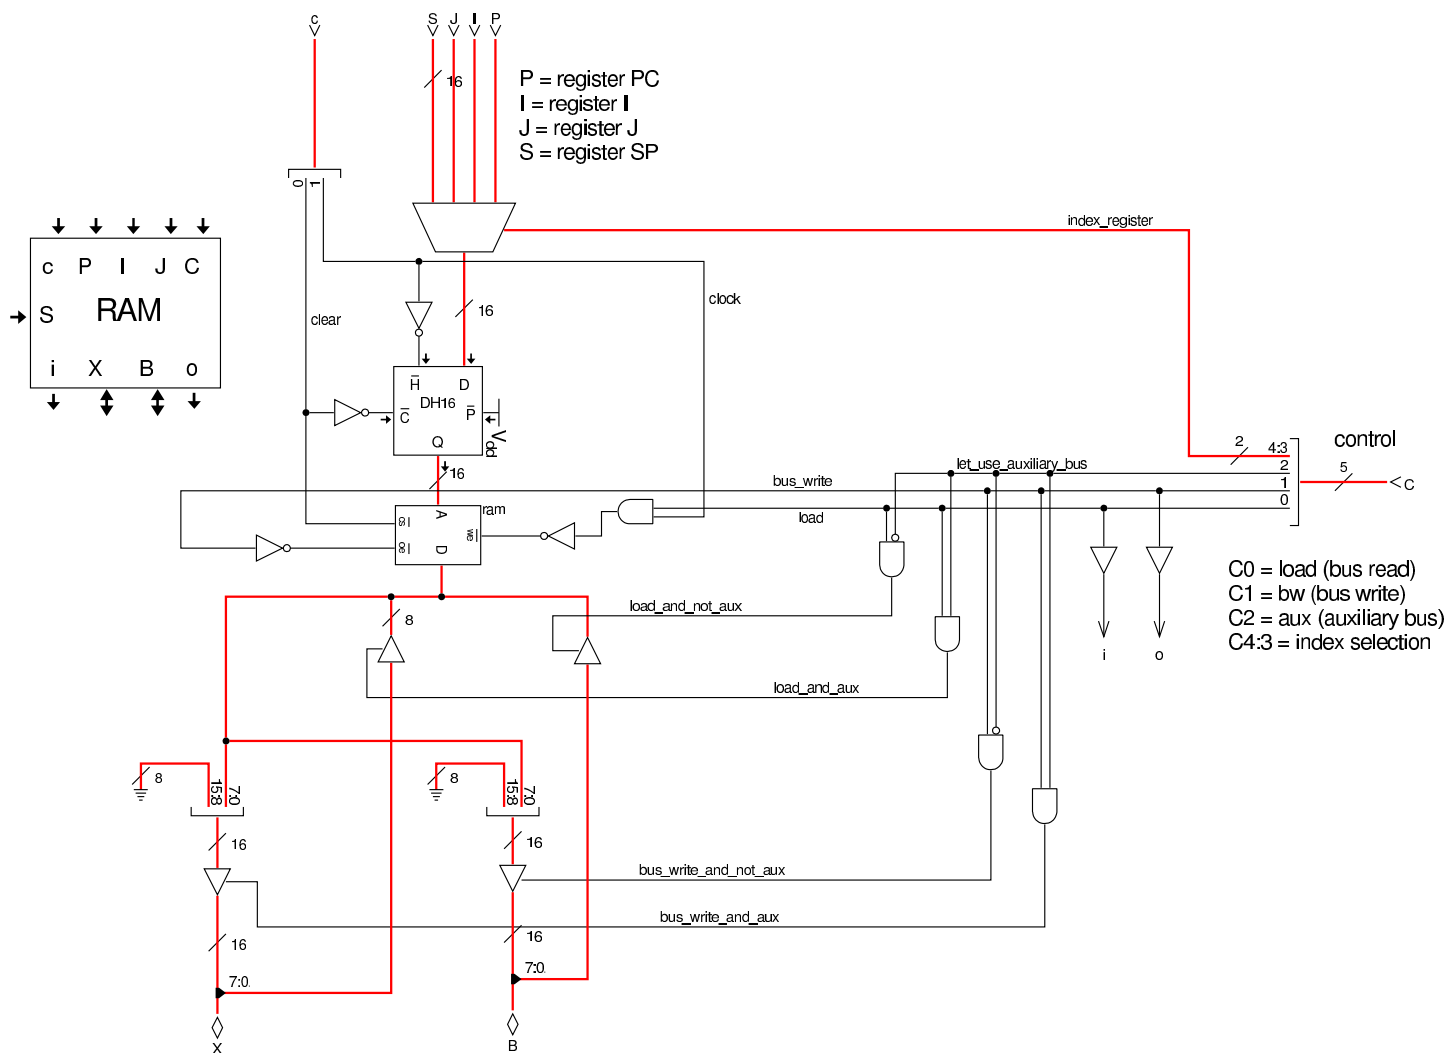 c
S J I P
16
P = register PC
I = register I
J = register J
S = register SP
0 1
index_register
c P I J C
S RAM
i X B o
clear
clock
16
H D
DH16
C P
Q
Vdd
16
let_use_auxiliary_bus
bus_write
load
2
4:3
2
1
0
control
5
C
A ram
cs
we
oe D
C0 = load (bus read)
C1 = bw (bus write)
C2 = aux (auxiliary bus)
C4:3 = index selection
i o
8
load_and_not_aux
load_and_aux
8 15:8 7:0
8 15:8 7:0
16
16
bus_write_and_not_aux
bus_write_and_aux
16
16
7:0
7:0
X
B